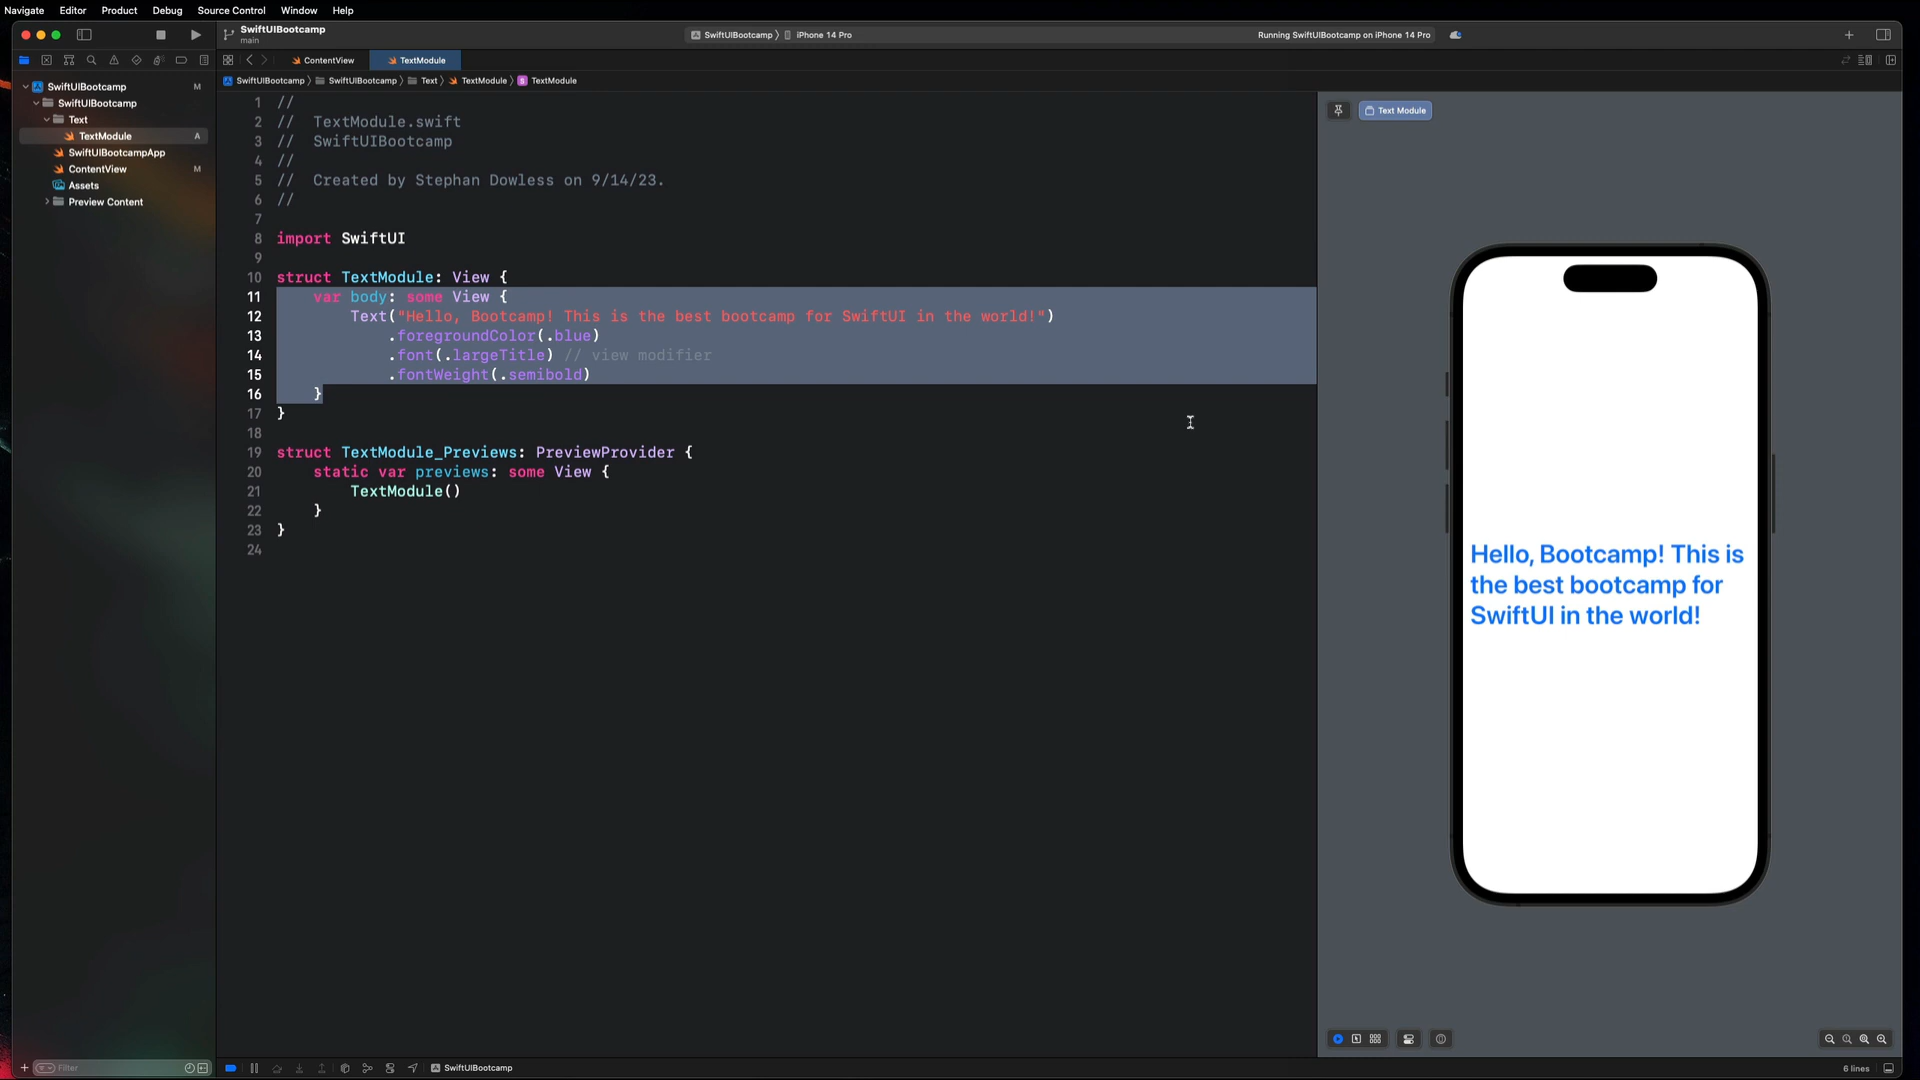 Navigate Editor Product Debug Source Control Window Help
SwiftUIBootcamp
main
SwiftUIBootcamp 〉 iPhone 14 Pro
Running SwiftUIBootcamp on iPhone 14 Pro
ContentView
TextModule
SwiftUIBootcamp 〉 SwiftUIBootcamp 〉 Text 〉 TextModule 〉 S TextModule
SwiftUIBootcamp M
SwiftUIBootcamp
Text
TextModule A
SwiftUIBootcampApp
ContentView M
Assets
Preview Content
1 //
2 //  TextModule.swift
3 //  SwiftUIBootcamp
4 //
5 //  Created by Stephan Dowless on 9/14/23.
6 //
7
8 import SwiftUI
9
10 struct TextModule: View {
11     var body: some View {
12         Text("Hello, Bootcamp! This is the best bootcamp for SwiftUI in the world!")
13             .foregroundColor(.blue)
14             .font(.largeTitle) // view modifier
15             .fontWeight(.semibold)
16     }
17 }
18
19 struct TextModule_Previews: PreviewProvider {
20     static var previews: some View {
21         TextModule()
22     }
23 }
24
Text Module
Hello, Bootcamp! This is
the best bootcamp for
SwiftUI in the world!
Filter
SwiftUIBootcamp
6 lines